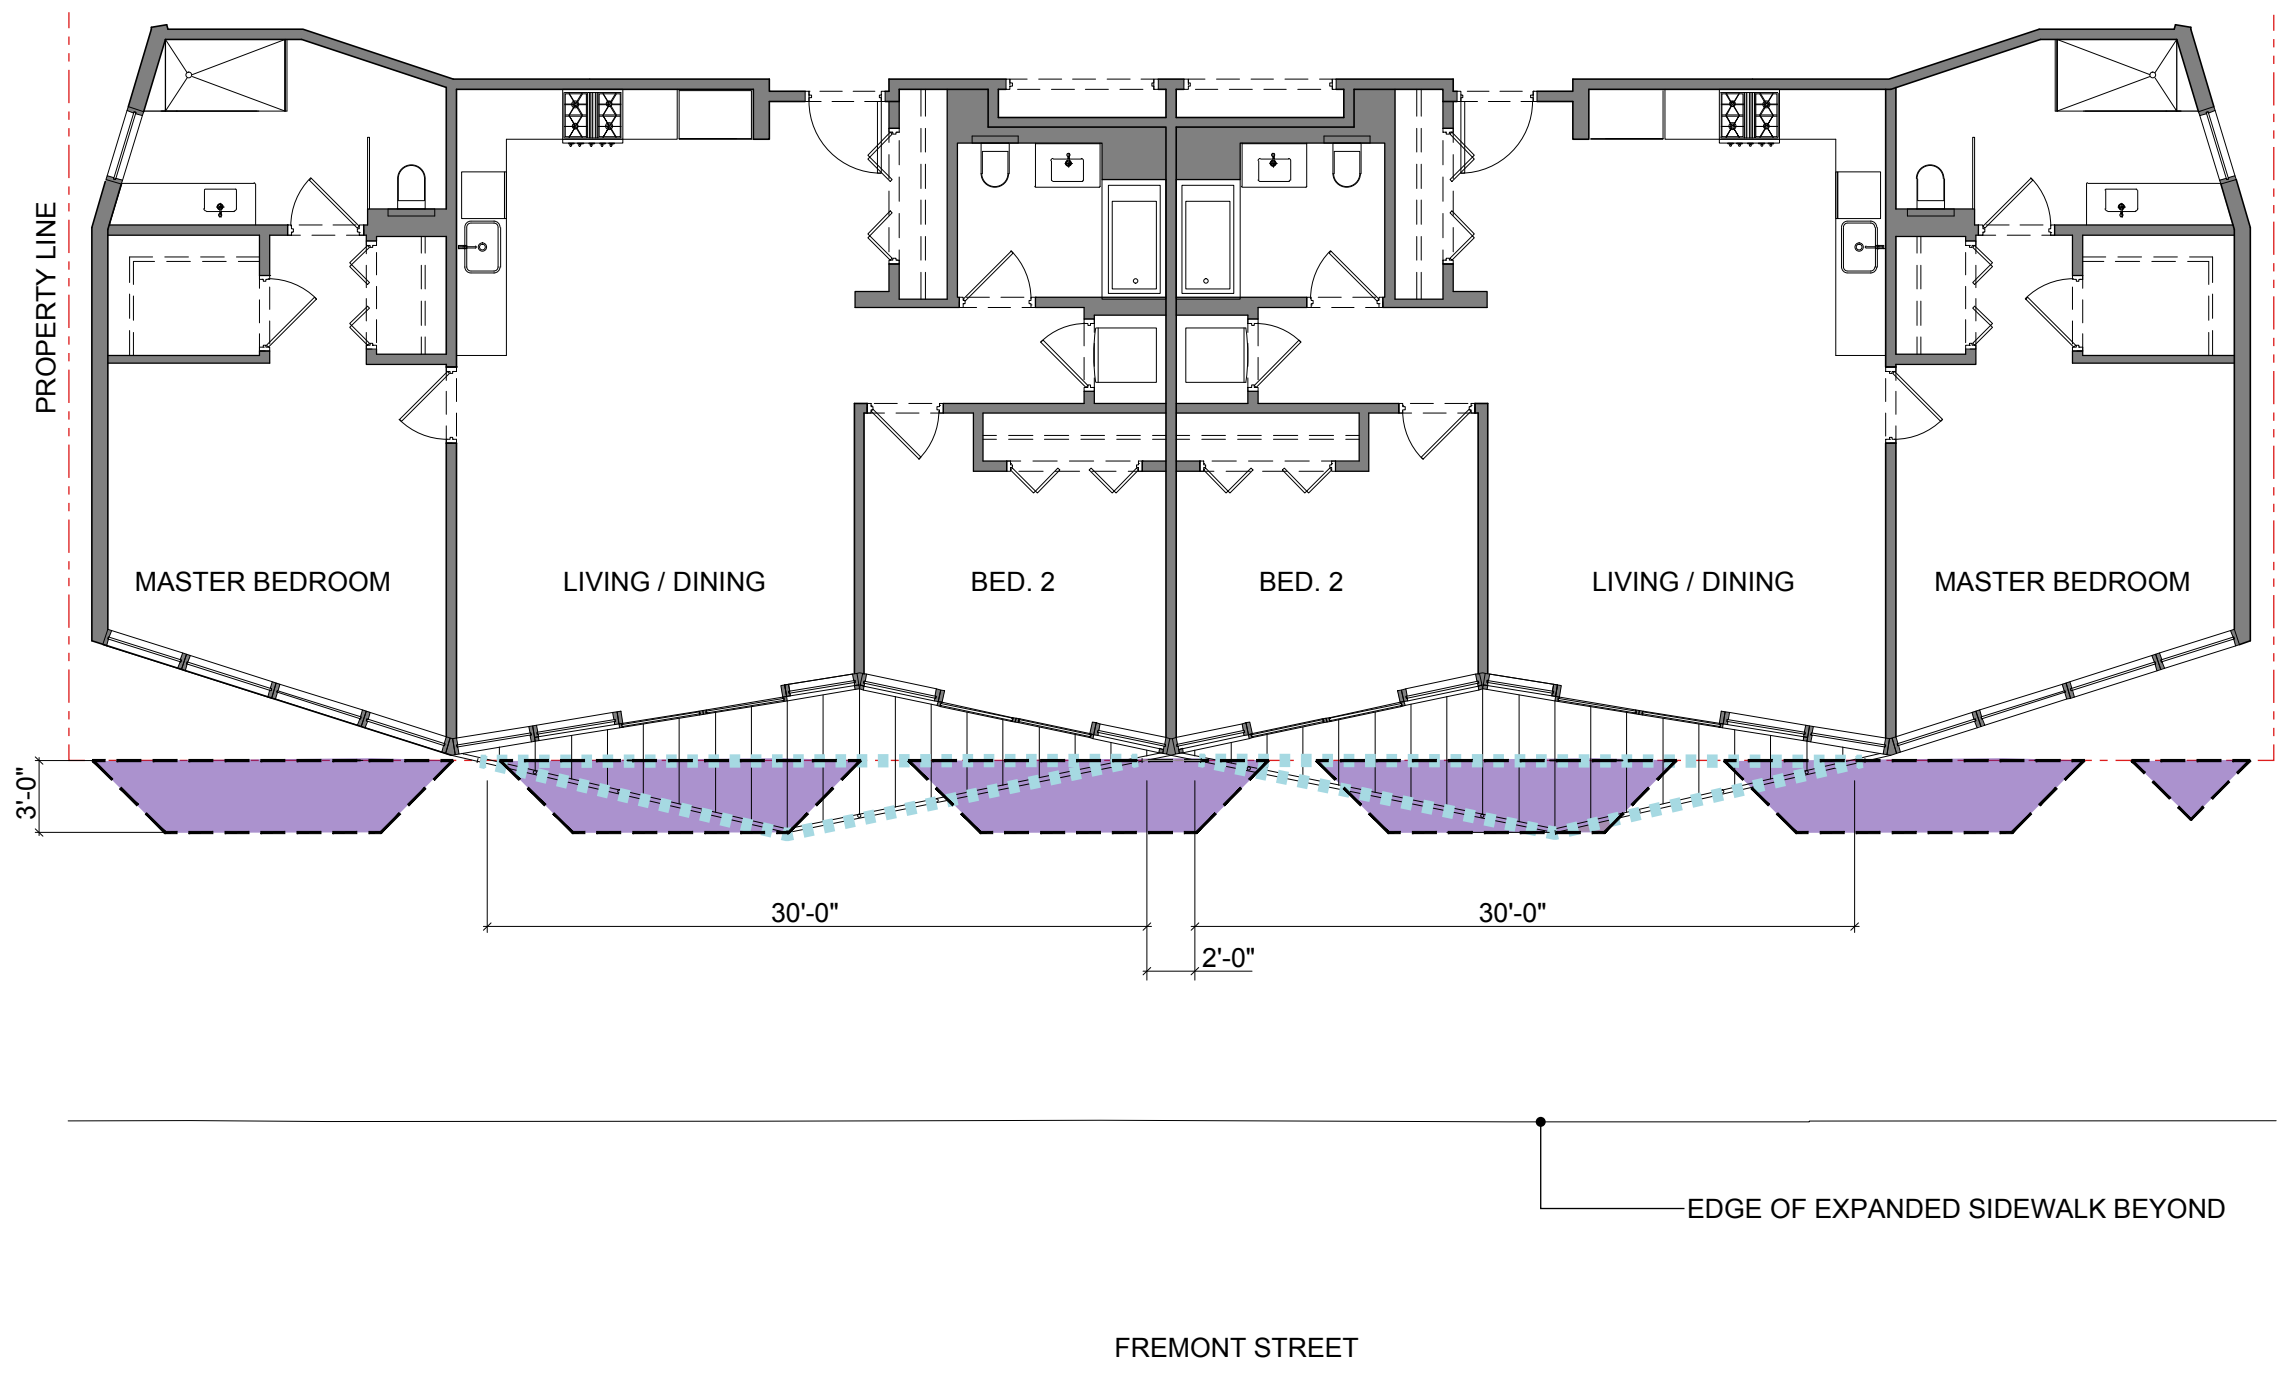 PROPERTY LINE
MASTER BEDROOM
LIVING / DINING
BED. 2
BED. 2
LIVING / DINING
MASTER BEDROOM
3'-0"
30'-0"
30'-0"
2'-0"
EDGE OF EXPANDED SIDEWALK BEYOND
FREMONT STREET